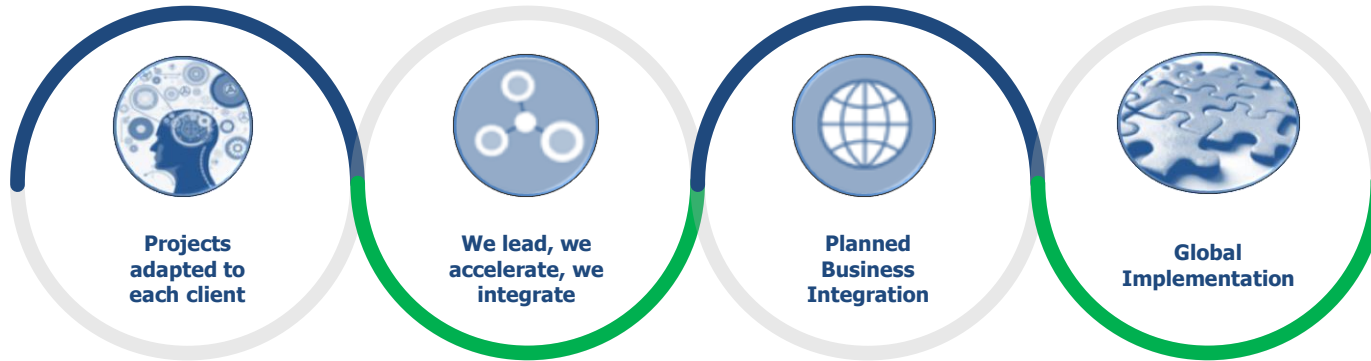 Projects
adapted to
each client
We lead, we
accelerate, we
integrate
Planned
Business
Integration
Global
Implementation